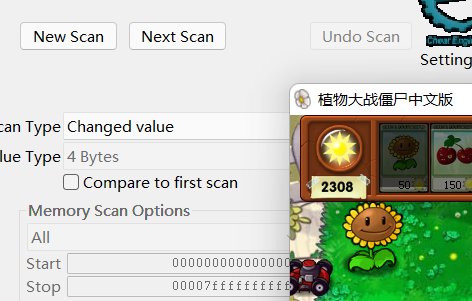 New Scan
Next Scan
Undo Scan
Cheat Engine
Setting
can Type
Changed value
lue Type
4 Bytes
Compare to first scan
Memory Scan Options
All
Start
0000000000000
Stop
00007fffffffff
植物大战僵尸中文版
2308
50
150